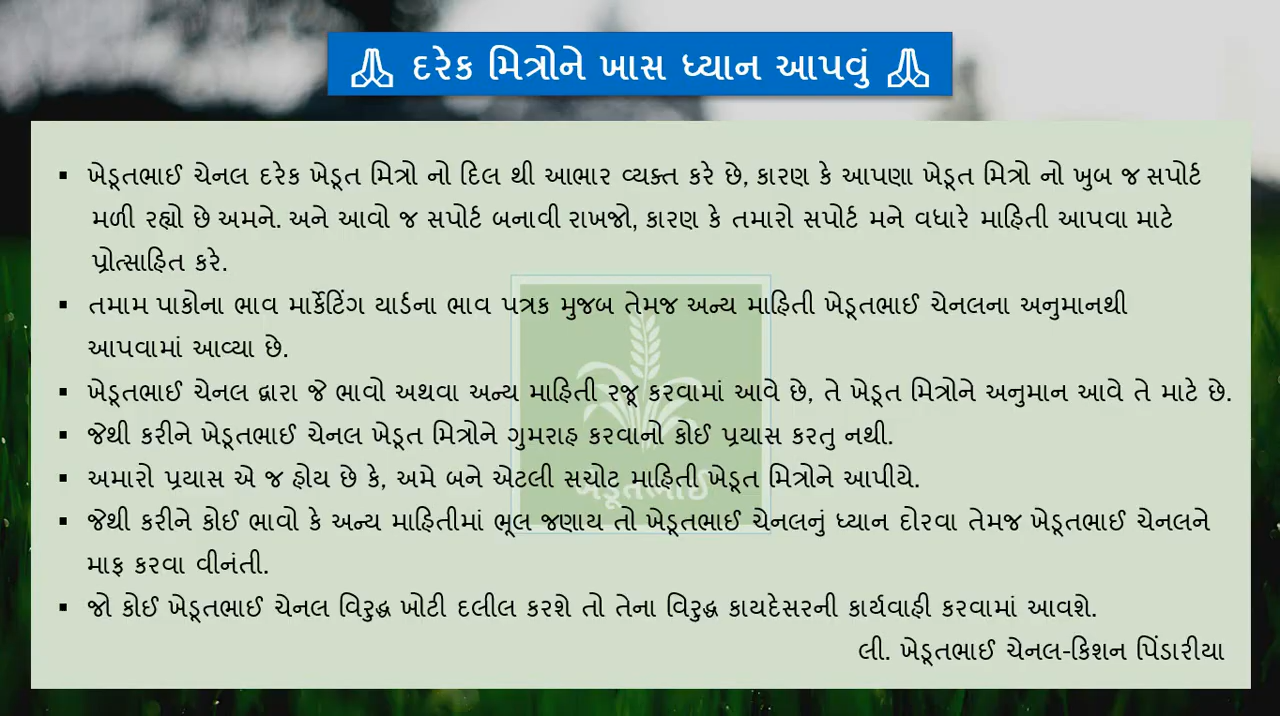 🙏 દરેક મિત્રોને ખાસ ધ્યાન આપવું 🙏
▪ ખેડૂતભાઈ ચેનલ દરેક ખેડૂત મિત્રો નો દિલ થી આભાર વ્યક્ત કરે છે, કારણ કે આપણા ખેડૂત મિત્રો નો ખુબ જ સપોર્ટ
મળી રહ્યો છે અમને. અને આવો જ સપોર્ટ બનાવી રાખજો, કારણ કે તમારો સપોર્ટ મને વધારે માહિતી આપવા માટે
પ્રોત્સાહિત કરે.
▪ તમામ પાકોના ભાવ માર્કેટિંગ યાર્ડના ભાવ પત્રક મુજબ તેમજ અન્ય માહિતી ખેડૂતભાઈ ચેનલના અનુમાનથી
આપવામાં આવ્યા છે.
▪ ખેડૂતભાઈ ચેનલ દ્વારા જે ભાવો અથવા અન્ય માહિતી રજૂ કરવામાં આવે છે, તે ખેડૂત મિત્રોને અનુમાન આવે તે માટે છે.
▪ જેથી કરીને ખેડૂતભાઈ ચેનલ ખેડૂત મિત્રોને ગુમરાહ કરવાનો કોઈ પ્રયાસ કરતુ નથી.
▪ અમારો પ્રયાસ એ જ હોય છે કે, અમે બને એટલી સચોટ માહિતી ખેડૂત મિત્રોને આપીયે.
ખેડૂતભાઈ
▪ જેથી કરીને કોઈ ભાવો કે અન્ય માહિતીમાં ભૂલ જણાય તો ખેડૂતભાઈ ચેનલનું ધ્યાન દોરવા તેમજ ખેડૂતભાઈ ચેનલને
માફ કરવા વીનંતી.
▪ જો કોઈ ખેડૂતભાઈ ચેનલ વિરુદ્ધ ખોટી દલીલ કરશે તો તેના વિરુદ્ધ કાયદેસરની કાર્યવાહી કરવામાં આવશે.
લી. ખેડૂતભાઈ ચેનલ-કિશન પિંડારીયા